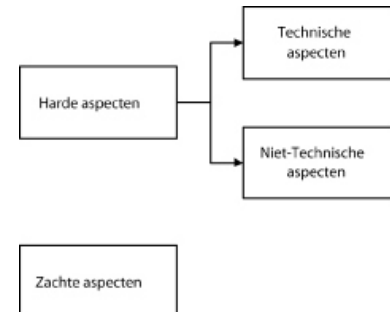 Technische
aspecten
Harde aspecten
Niet-Technische
aspecten
Zachte aspecten